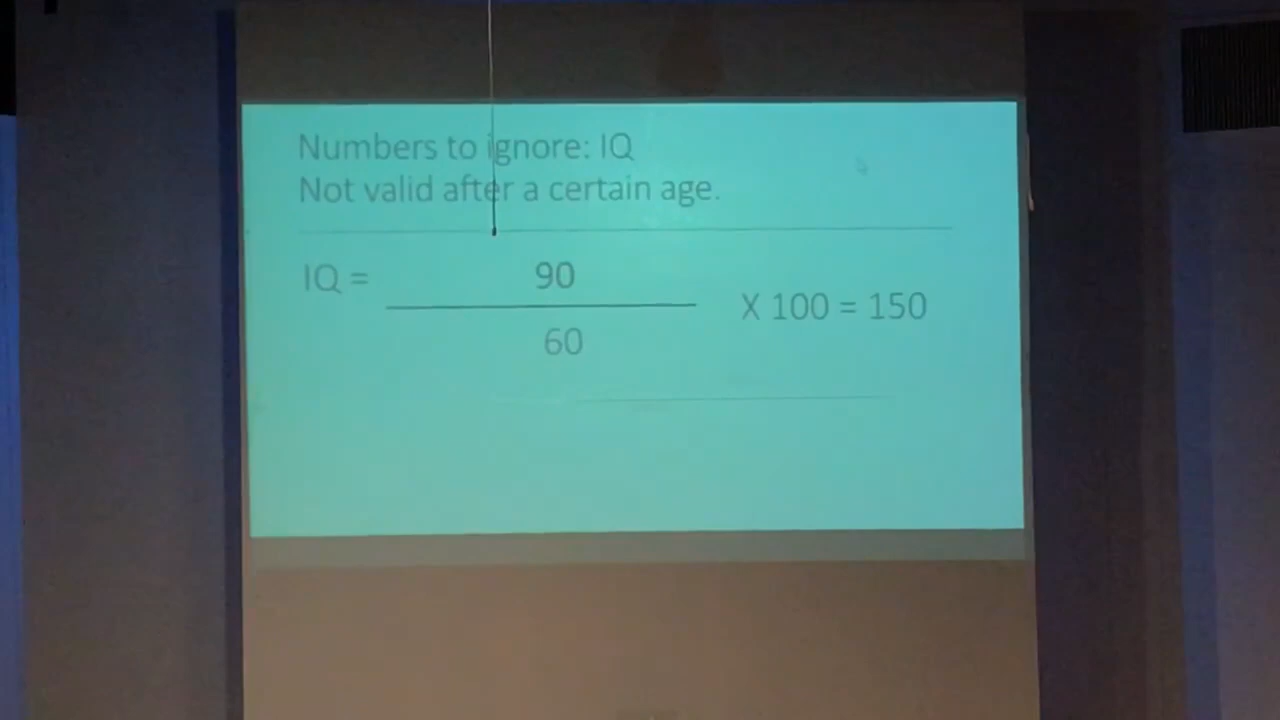 Numbers to ignore: IQ
Not valid after a certain age.
IQ = 90
60
X 100 = 150